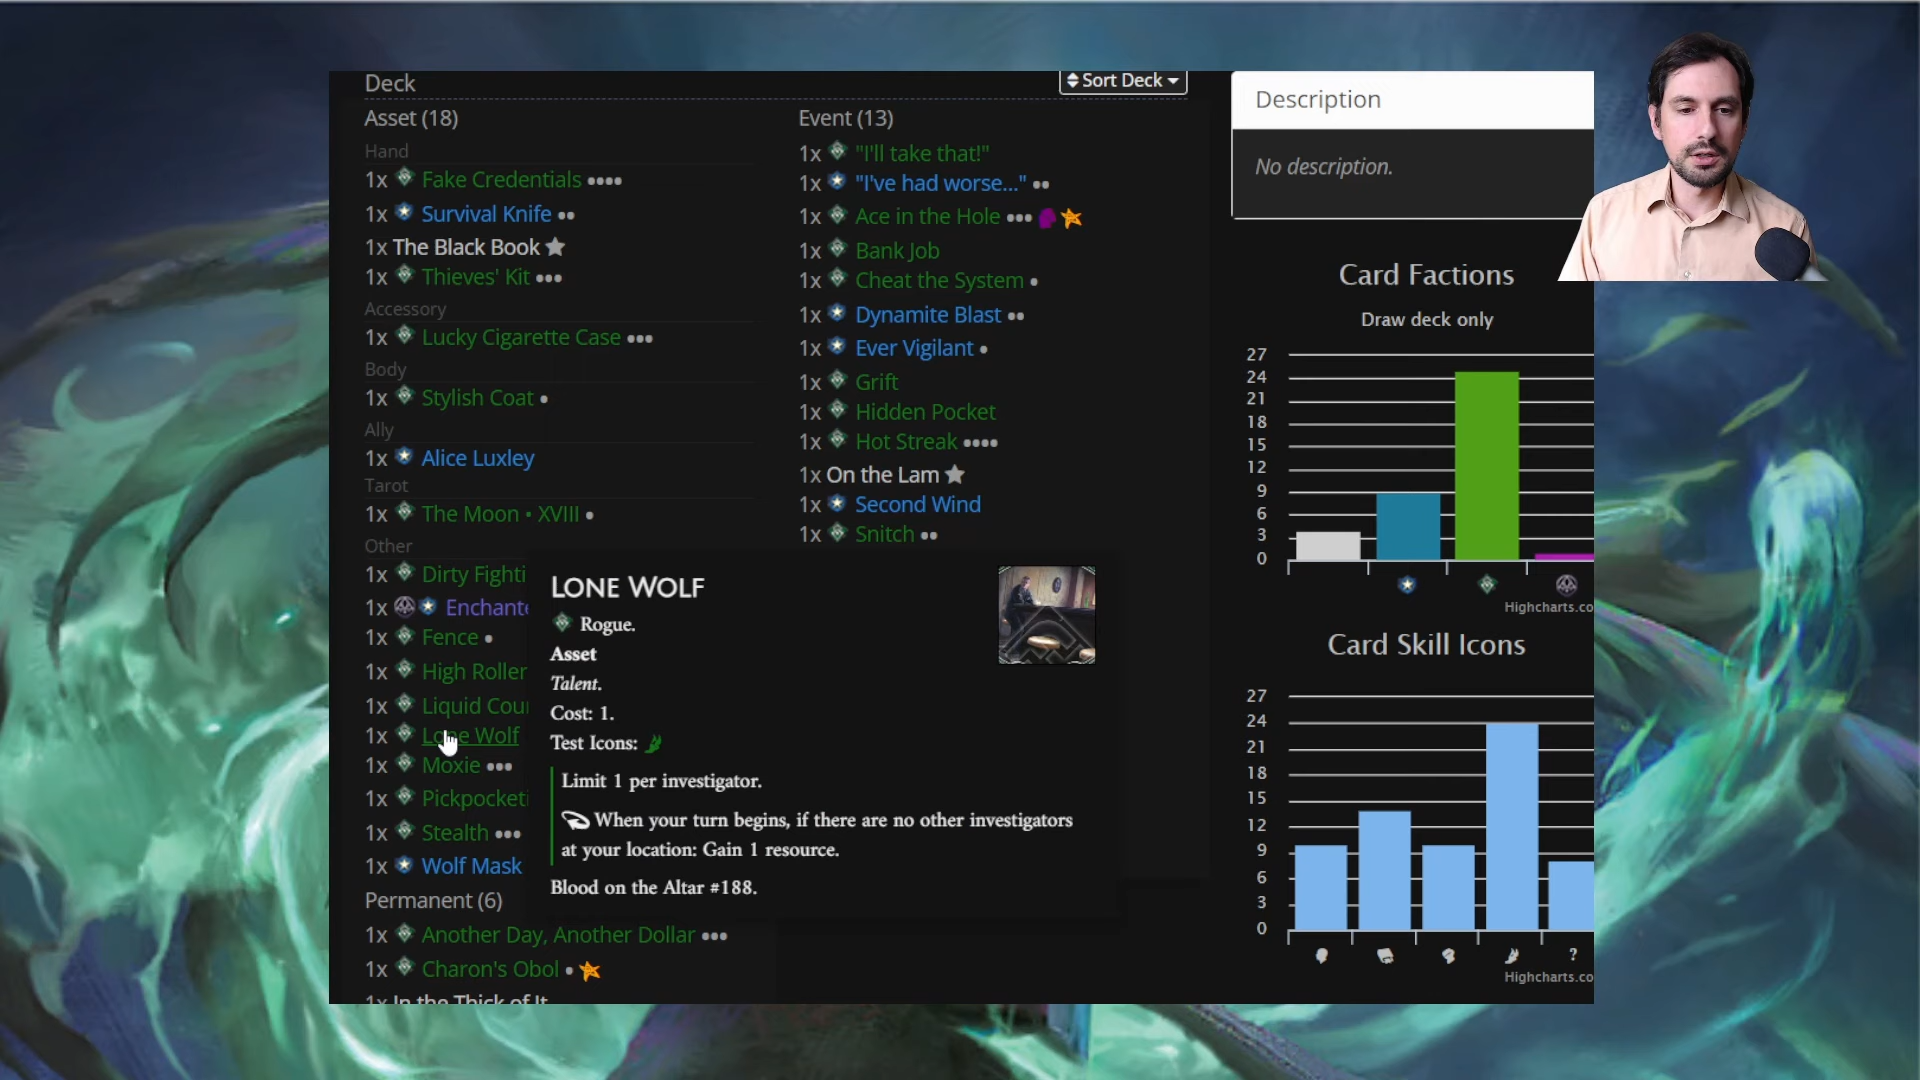 Deck
Sort Deck
Asset (18)
Hand
1x Fake Credentials ••••
1x Survival Knife ••
1x The Black Book
1x Thieves' Kit •••
Accessory
1x Lucky Cigarette Case •••
Body
1x Stylish Coat •
Ally
1x Alice Luxley
Tarot
1x The Moon • XVIII •
Other
1x Dirty Fighti
1x Enchante
1x Fence •
1x High Roller
1x Liquid Cour
1x Lone Wolf
1x Moxie •••
1x Pickpocketi
1x Stealth •••
1x Wolf Mask
Permanent (6)
1x Another Day, Another Dollar •••
1x Charon's Obol •
1x In the Thick of It
Event (13)
1x "I'll take that!"
1x "I've had worse..." ••
1x Ace in the Hole •••
1x Bank Job
1x Cheat the System •
1x Dynamite Blast ••
1x Ever Vigilant •
1x Grift
1x Hidden Pocket
1x Hot Streak ••••
1x On the Lam
1x Second Wind
1x Snitch ••
LONE WOLF
Rogue.
Asset
Talent.
Cost: 1.
Test Icons:
Limit 1 per investigator.
When your turn begins, if there are no other investigators
at your location: Gain 1 resource.
Blood on the Altar #188.
Description
No description.
Card Factions
Draw deck only
27
24
21
18
15
12
9
6
3
0
Highcharts.co
Card Skill Icons
27
24
21
18
15
12
9
6
3
0
?
Highcharts.co